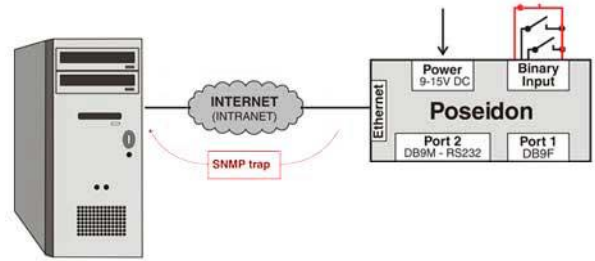 INTERNET
(INTRANET)
SNMP trap
Power
9-15V DC
Binary
Input
Ethernet
Poseidon
Port 2
DB9M - RS232
Port 1
DB9F